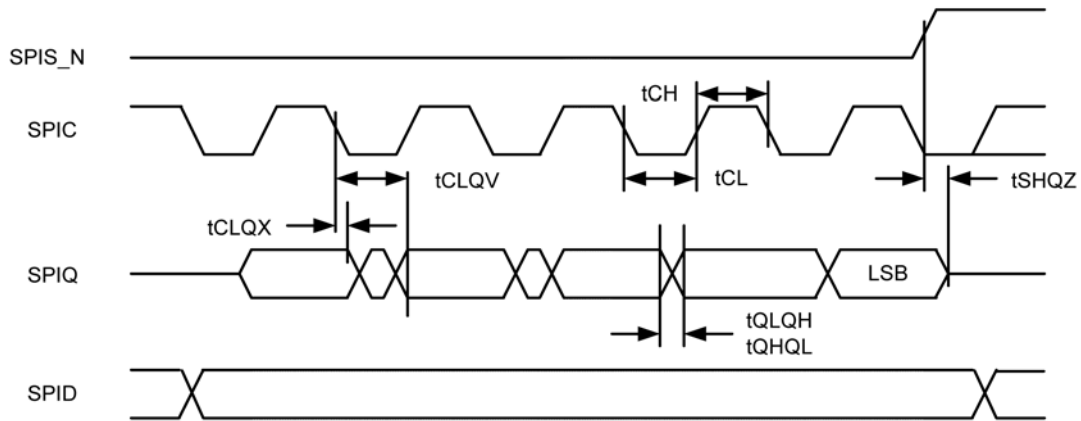 SPIS_N
tCH
SPIC
tCLQV
tCL
tSHQZ
tCLQX
SPIQ
LSB
tQLQH
tQHQL
SPID